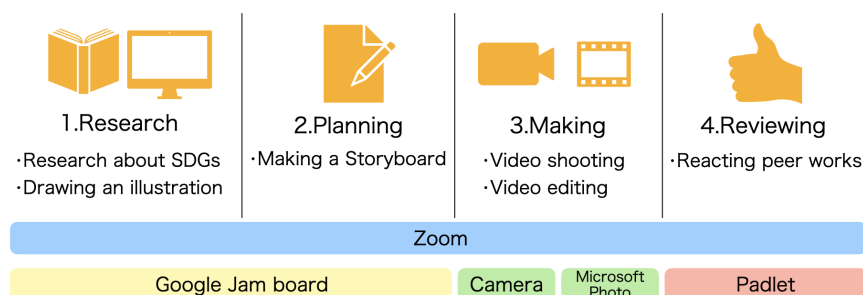 1.Research
・Research about SDGs
・Drawing an illustration
2.Planning
・Making a Storyboard
3.Making
・Video shooting
・Video editing
4.Reviewing
・Reacting peer works
Zoom
Google Jam board
Camera
Microsoft
Photo
Padlet